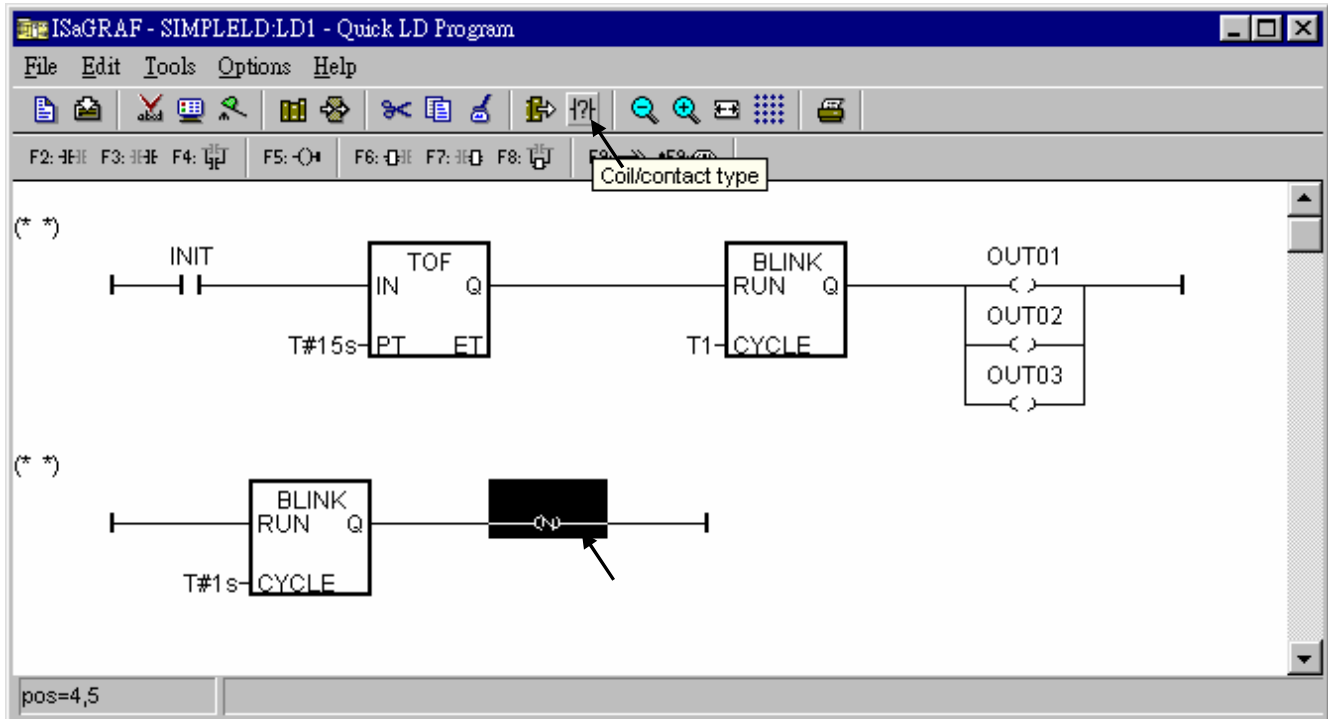 ISaGRAF - SIMPLELD:LD1 - Quick LD Program
File Edit Tools Options Help
F2: F3: F4: F5: F6: F7: F8:
Coil/contact type
(* *)
INIT
TOF
IN Q
T#15s PT ET
BLINK
RUN Q
T1 CYCLE
OUT01
OUT02
OUT03
(* *)
BLINK
RUN Q
T#1s CYCLE
(N)
pos=4,5